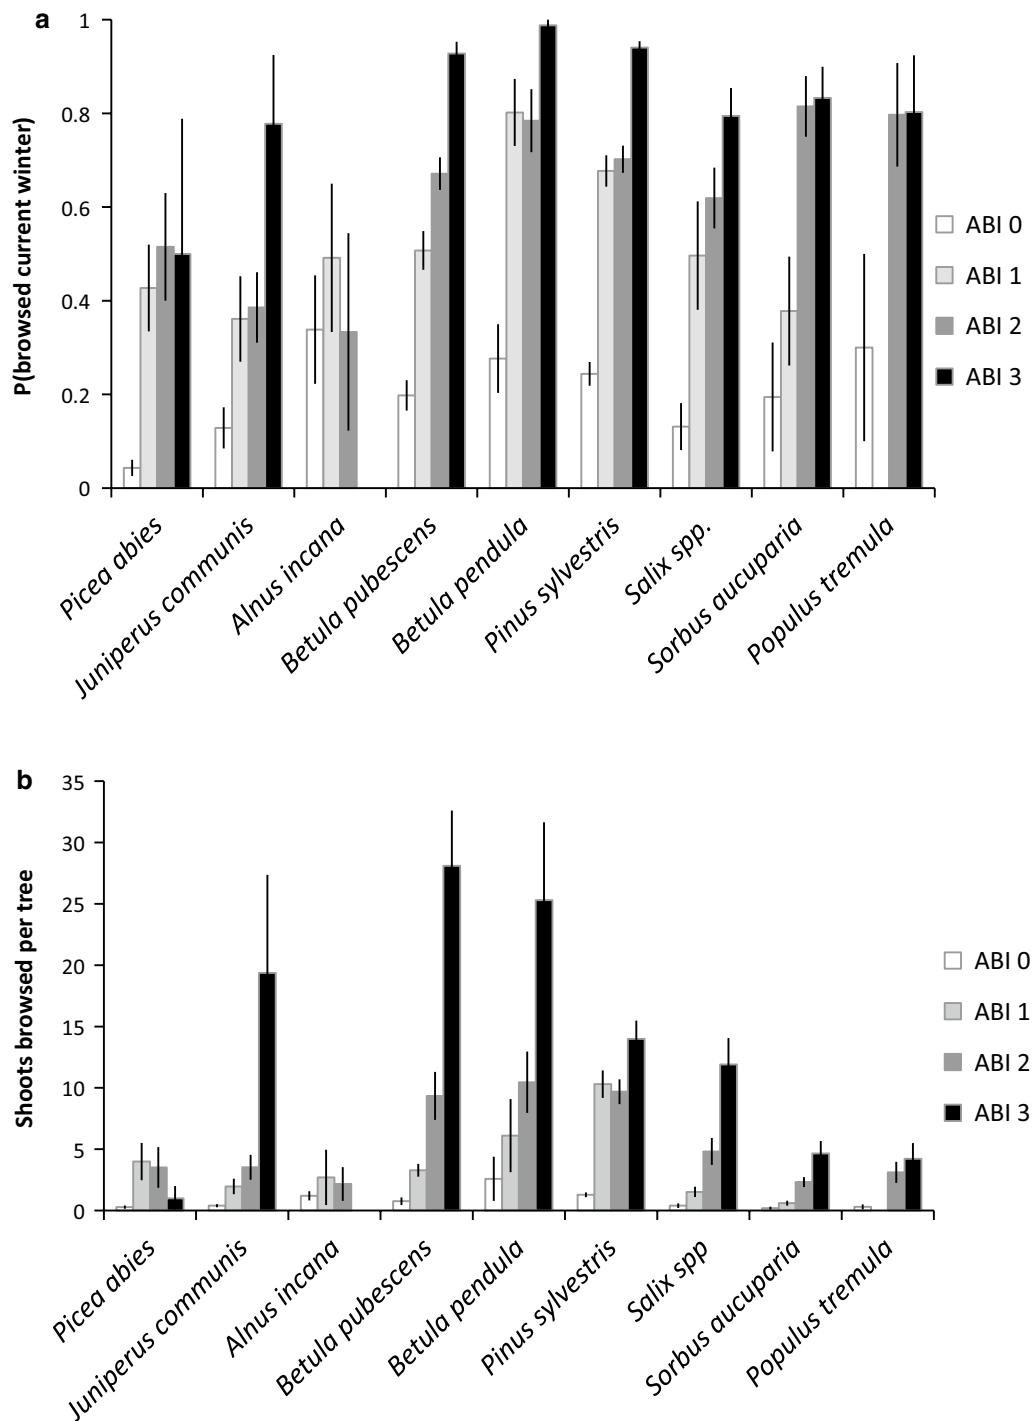 a
P(browsed current winter)
1
0.8
0.6
0.4
0.2
0
ABI 0
ABI 1
ABI 2
ABI 3
Picea abies
Juniperus communis
Alnus incana
Betula pubescens
Betula pendula
Pinus sylvestris
Salix spp.
Sorbus aucuparia
Populus tremula
b
Shoots browsed per tree
35
30
25
20
15
10
5
0
ABI 0
ABI 1
ABI 2
ABI 3
Picea abies
Juniperus communis
Alnus incana
Betula pubescens
Betula pendula
Pinus sylvestris
Salix spp
Sorbus aucuparia
Populus tremula